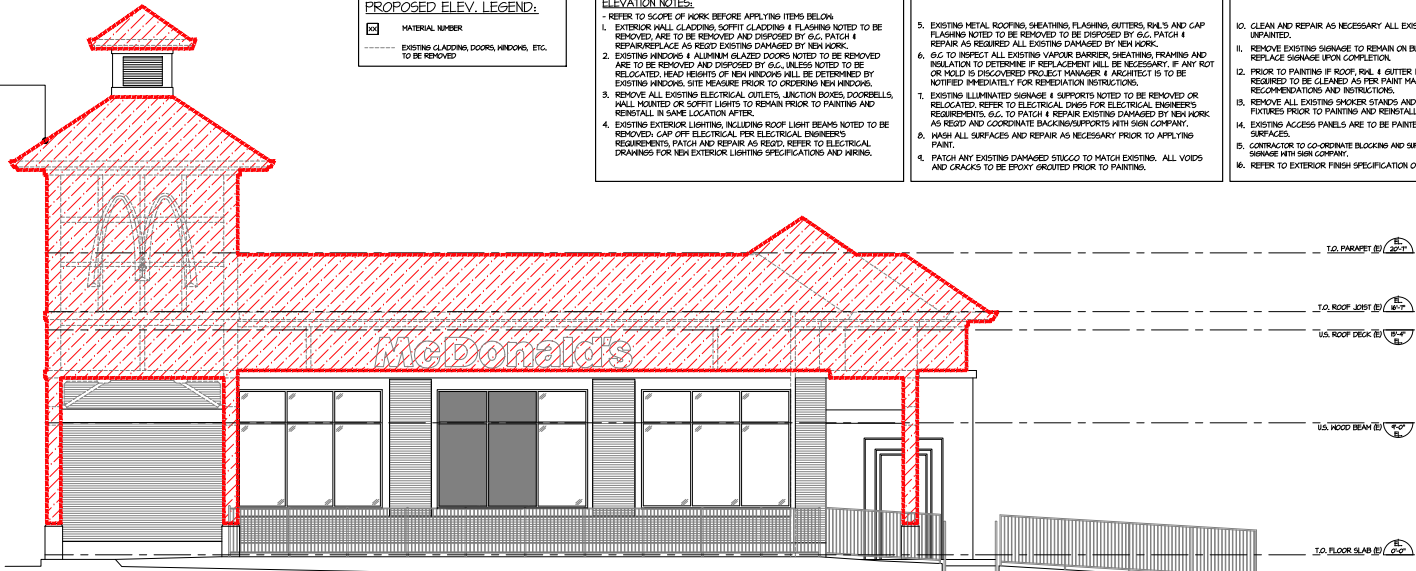 PROPOSED ELEV. LEGEND:
XX MATERIAL NUMBER
EXISTING CLADDING, DOORS, WINDOWS, ETC.
TO BE REMOVED
ELEVATION NOTES:
- REFER TO SCOPE OF WORK BEFORE APPLYING ITEMS BELOW:
1. EXTERIOR WALL CLADDING, SOFFIT CLADDING & FLASHING NOTED TO BE
REMOVED, ARE TO BE REMOVED AND DISPOSED BY G.C. PATCH &
REPAIR/REPLACE AS REQ'D EXISTING DAMAGED BY NEW WORK.
2. EXISTING WINDOWS & ALUMINUM GLAZED DOORS NOTED TO BE REMOVED
ARE TO BE REMOVED AND DISPOSED BY G.C., UNLESS NOTED TO BE
RELOCATED. HEAD HEIGHTS OF NEW WINDOWS WILL BE DETERMINED BY
EXISTING WINDOWS. SITE MEASURE PRIOR TO ORDERING NEW WINDOWS.
3. REMOVE ALL EXISTING ELECTRICAL OUTLETS, JUNCTION BOXES, DOORBELLS,
WALL MOUNTED OR SOFFIT LIGHTS TO REMAIN PRIOR TO PAINTING AND
REINSTALL IN SAME LOCATION AFTER.
4. EXISTING EXTERIOR LIGHTING, INCLUDING ROOF LIGHT BEAMS NOTED TO BE
REMOVED; CAP OFF ELECTRICAL PER ELECTRICAL ENGINEER'S
REQUIREMENTS, PATCH AND REPAIR AS REQ'D. REFER TO ELECTRICAL
DRAWINGS FOR NEW EXTERIOR LIGHTING SPECIFICATIONS AND WIRING.
5. EXISTING METAL ROOFING, SHEATHING, FLASHING, GUTTERS, RWL'S AND CAP
FLASHING NOTED TO BE REMOVED TO BE DISPOSED BY G.C. PATCH &
REPAIR AS REQUIRED ALL EXISTING DAMAGED BY NEW WORK.
6. G.C TO INSPECT ALL EXISTING VAPOUR BARRIER, SHEATHING, FRAMING AND
INSULATION TO DETERMINE IF REPLACEMENT WILL BE NECESSARY. IF ANY ROT
OR MOLD IS DISCOVERED PROJECT MANAGER & ARCHITECT IS TO BE
NOTIFIED IMMEDIATELY FOR REMEDIATION INSTRUCTIONS.
7. EXISTING ILLUMINATED SIGNAGE & SUPPORTS NOTED TO BE REMOVED OR
RELOCATED. REFER TO ELECTRICAL DWGS FOR ELECTRICAL ENGINEER'S
REQUIREMENTS. G.C. TO PATCH & REPAIR EXISTING DAMAGED BY NEW WORK
AS REQ'D AND COORDINATE BACKING/SUPPORTS WITH SIGN COMPANY.
8. WASH ALL SURFACES AND REPAIR AS NECESSARY PRIOR TO APPLYING
PAINT.
9. PATCH ANY EXISTING DAMAGED STUCCO TO MATCH EXISTING. ALL VOIDS
AND CRACKS TO BE EPOXY GROUTED PRIOR TO PAINTING.
10. CLEAN AND REPAIR AS NECESSARY ALL EXIS
UNPAINTED.
11. REMOVE EXISTING SIGNAGE TO REMAIN ON BU
REPLACE SIGNAGE UPON COMPLETION.
12. PRIOR TO PAINTING IF ROOF, RWL & GUTTER
REQUIRED TO BE CLEANED AS PER PAINT MA
RECOMMENDATIONS AND INSTRUCTIONS.
13. REMOVE ALL EXISTING SMOKER STANDS AND
FIXTURES PRIOR TO PAINTING AND REINSTALL
14. EXISTING ACCESS PANELS ARE TO BE PAINTE
SURFACES.
15. CONTRACTOR TO CO-ORDINATE BLOCKING AND SUP
SIGNAGE WITH SIGN COMPANY.
16. REFER TO EXTERIOR FINISH SPECIFICATION O
T.O. PARAPET (E) EL. 20'-7"
T.O. ROOF JOIST (E) EL. 16'-7"
U.S. ROOF DECK (E) 15'-4" EL.
McDonald's
U.S. WOOD BEAM (E) 9'-0" EL.
T.O. FLOOR SLAB (E) EL. 0'-0"